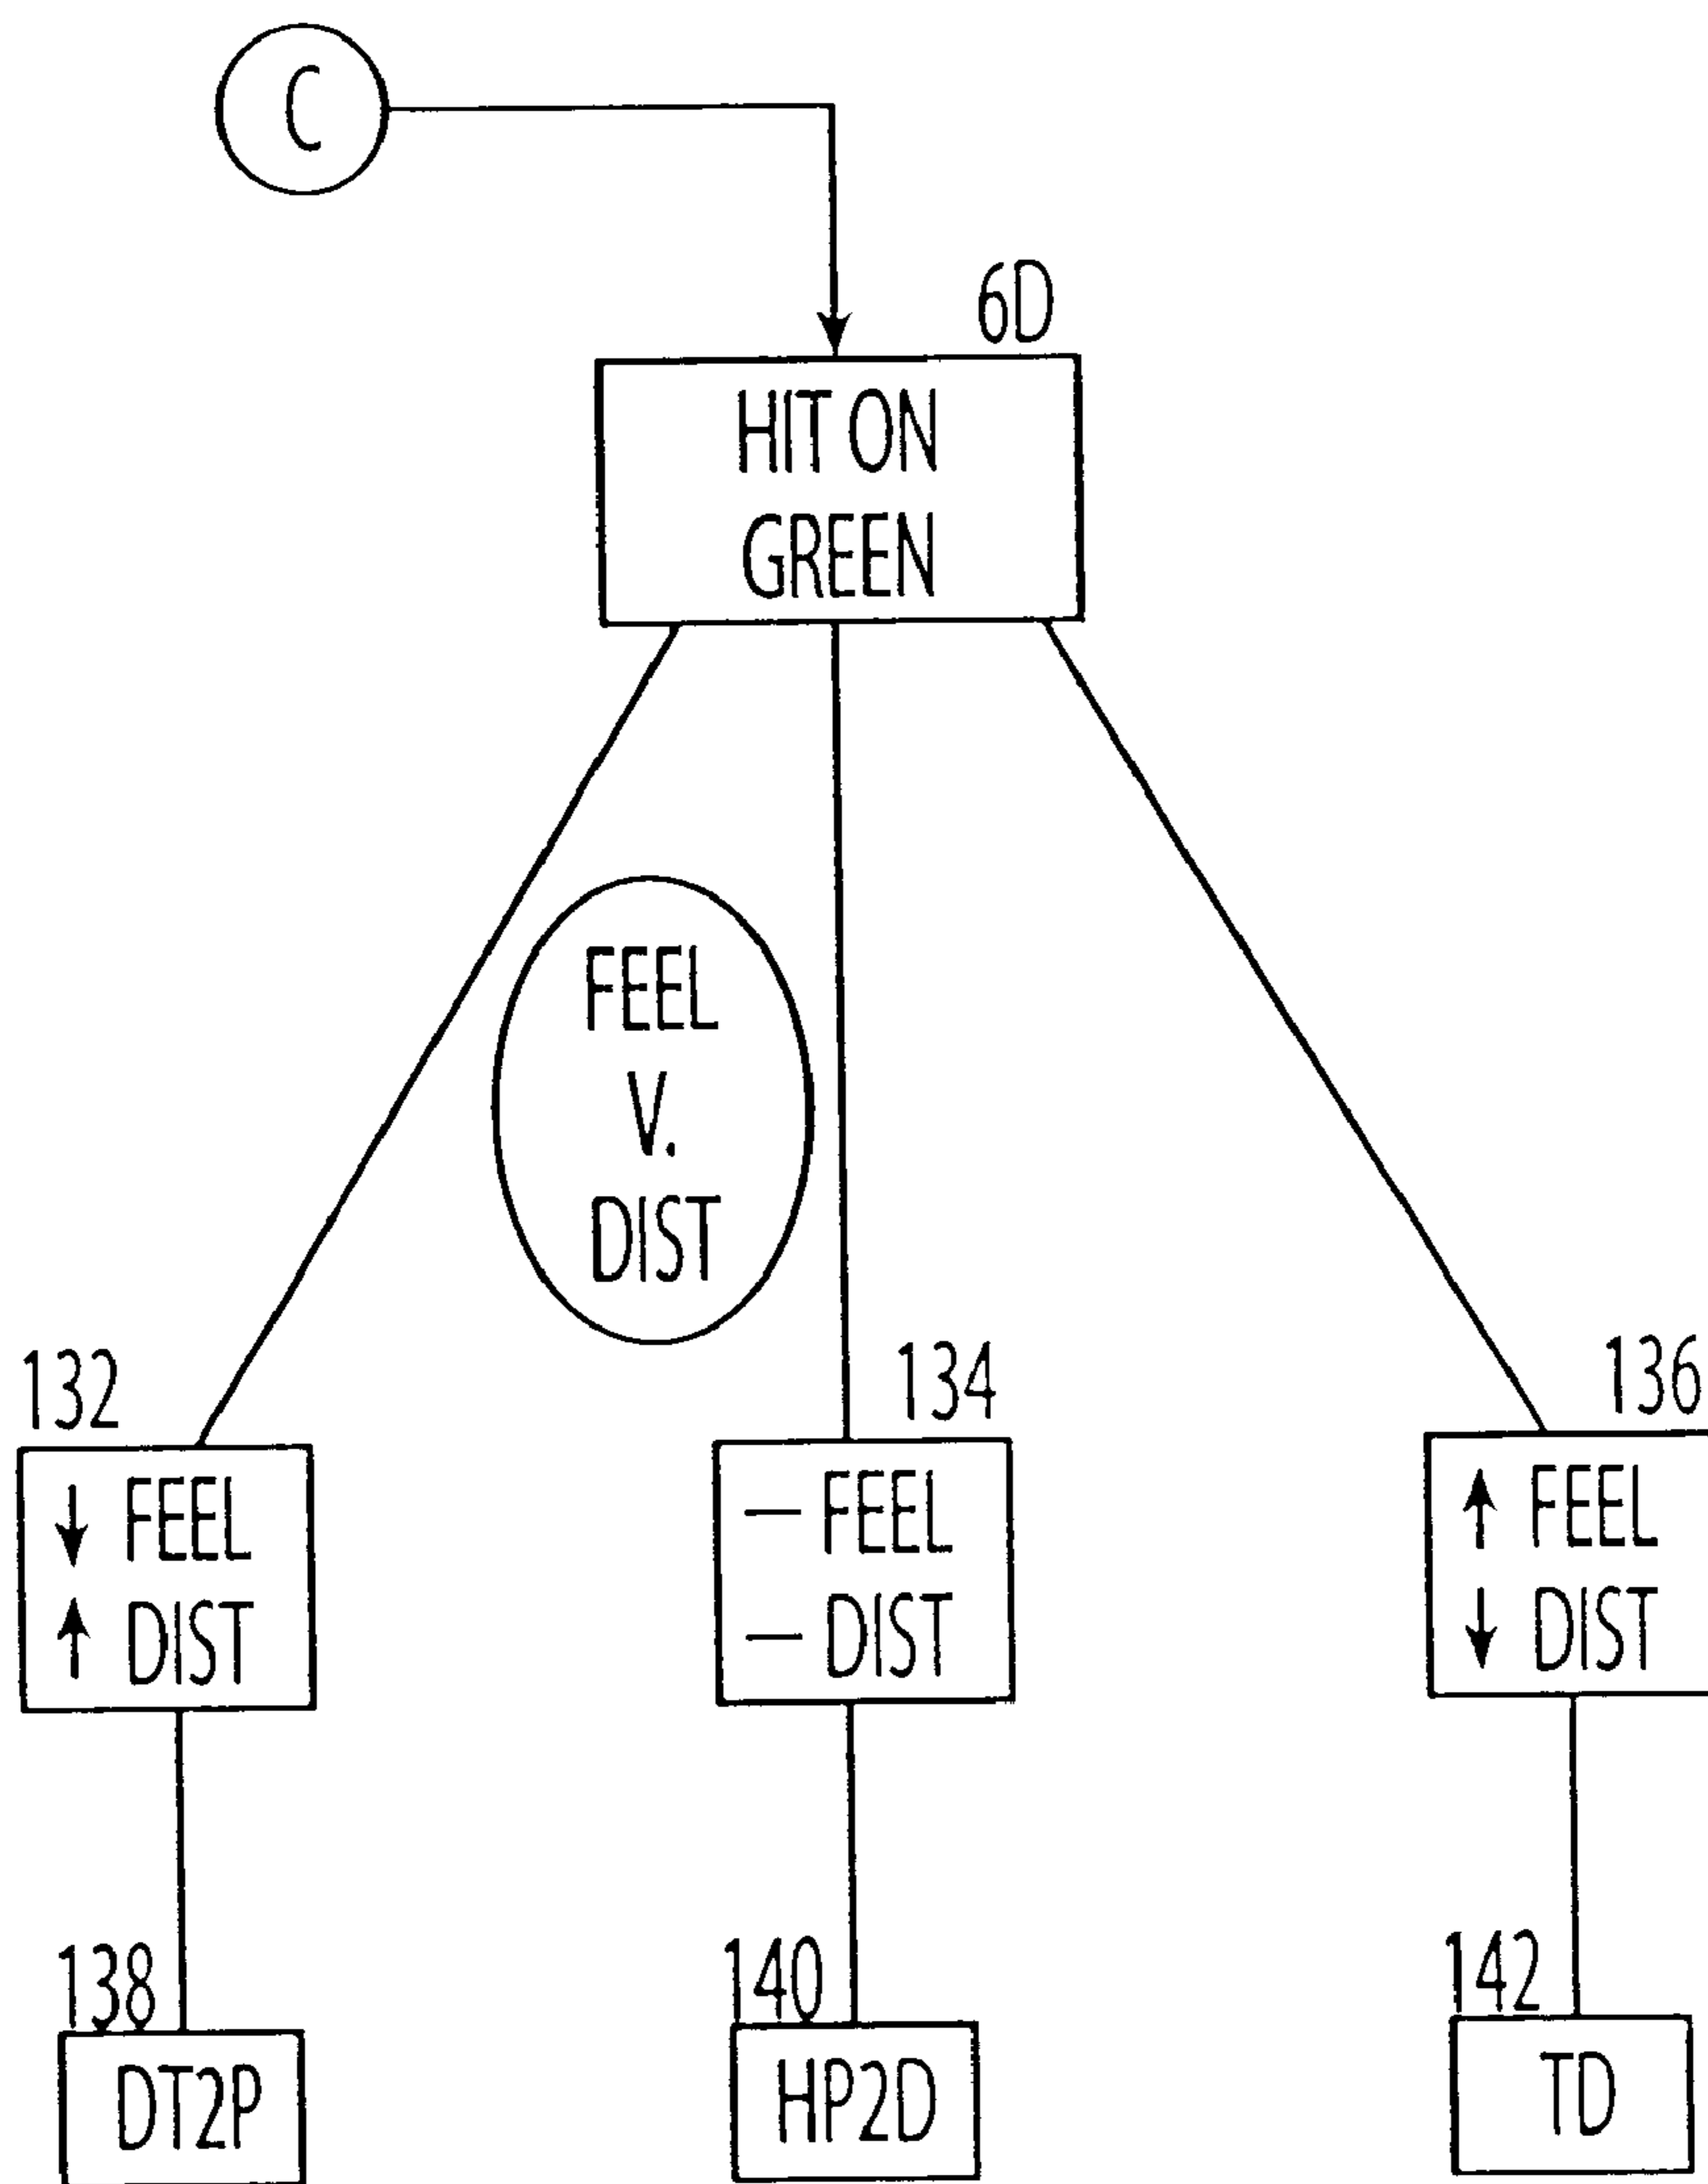 C
6D
HIT ON
GREEN
FEEL
V.
DIST
132
↓ FEEL
↑ DIST
134
— FEEL
— DIST
136
↑ FEEL
↓ DIST
138
DT2P
140
HP2D
142
TD